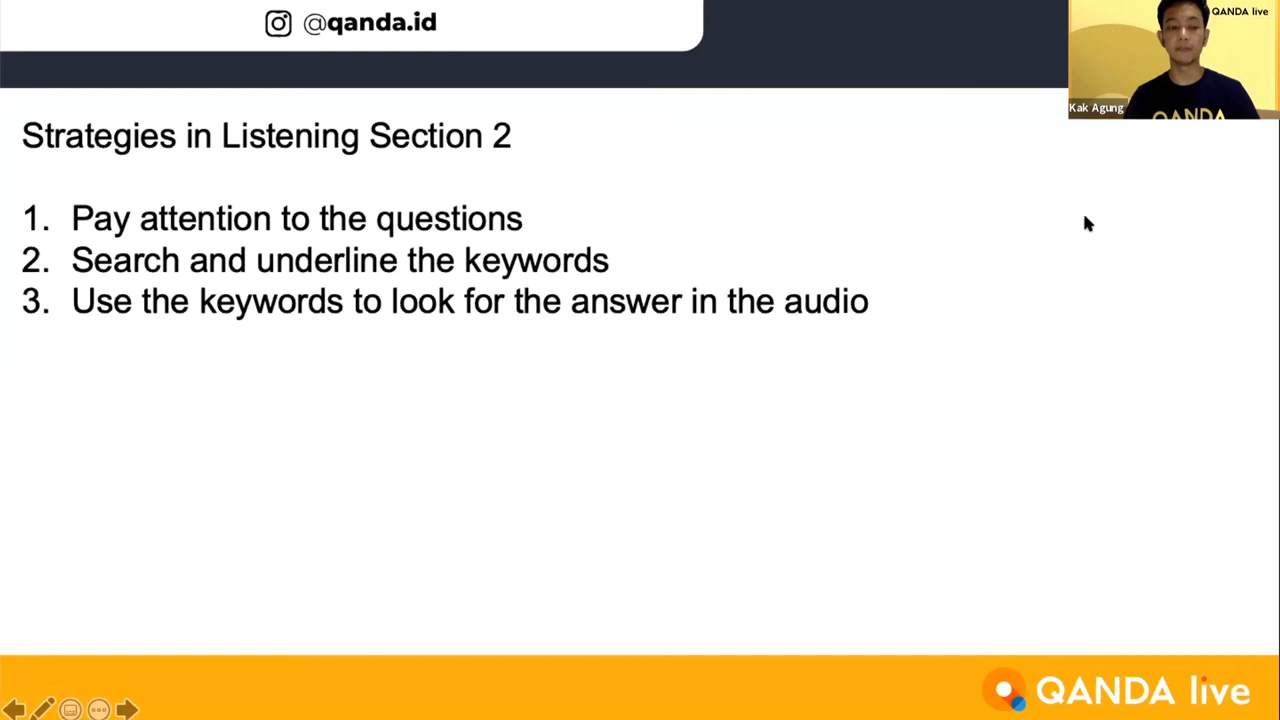 @qanda.id
QANDA live
Kak Agung
QANDA
Strategies in Listening Section 2
1. Pay attention to the questions
2. Search and underline the keywords
3. Use the keywords to look for the answer in the audio
QANDA live